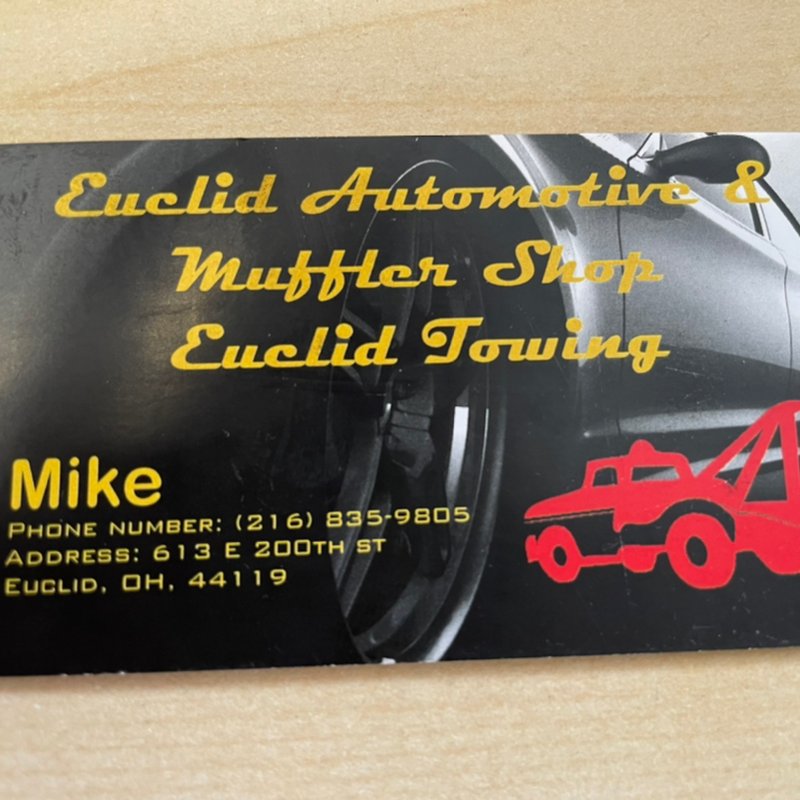 Euclid Automotive &
Muffler Shop
Euclid Towing
Mike
PHONE NUMBER: (216) 835-9805
ADDRESS: 613 E 200TH ST
EUCLID, OH, 44119